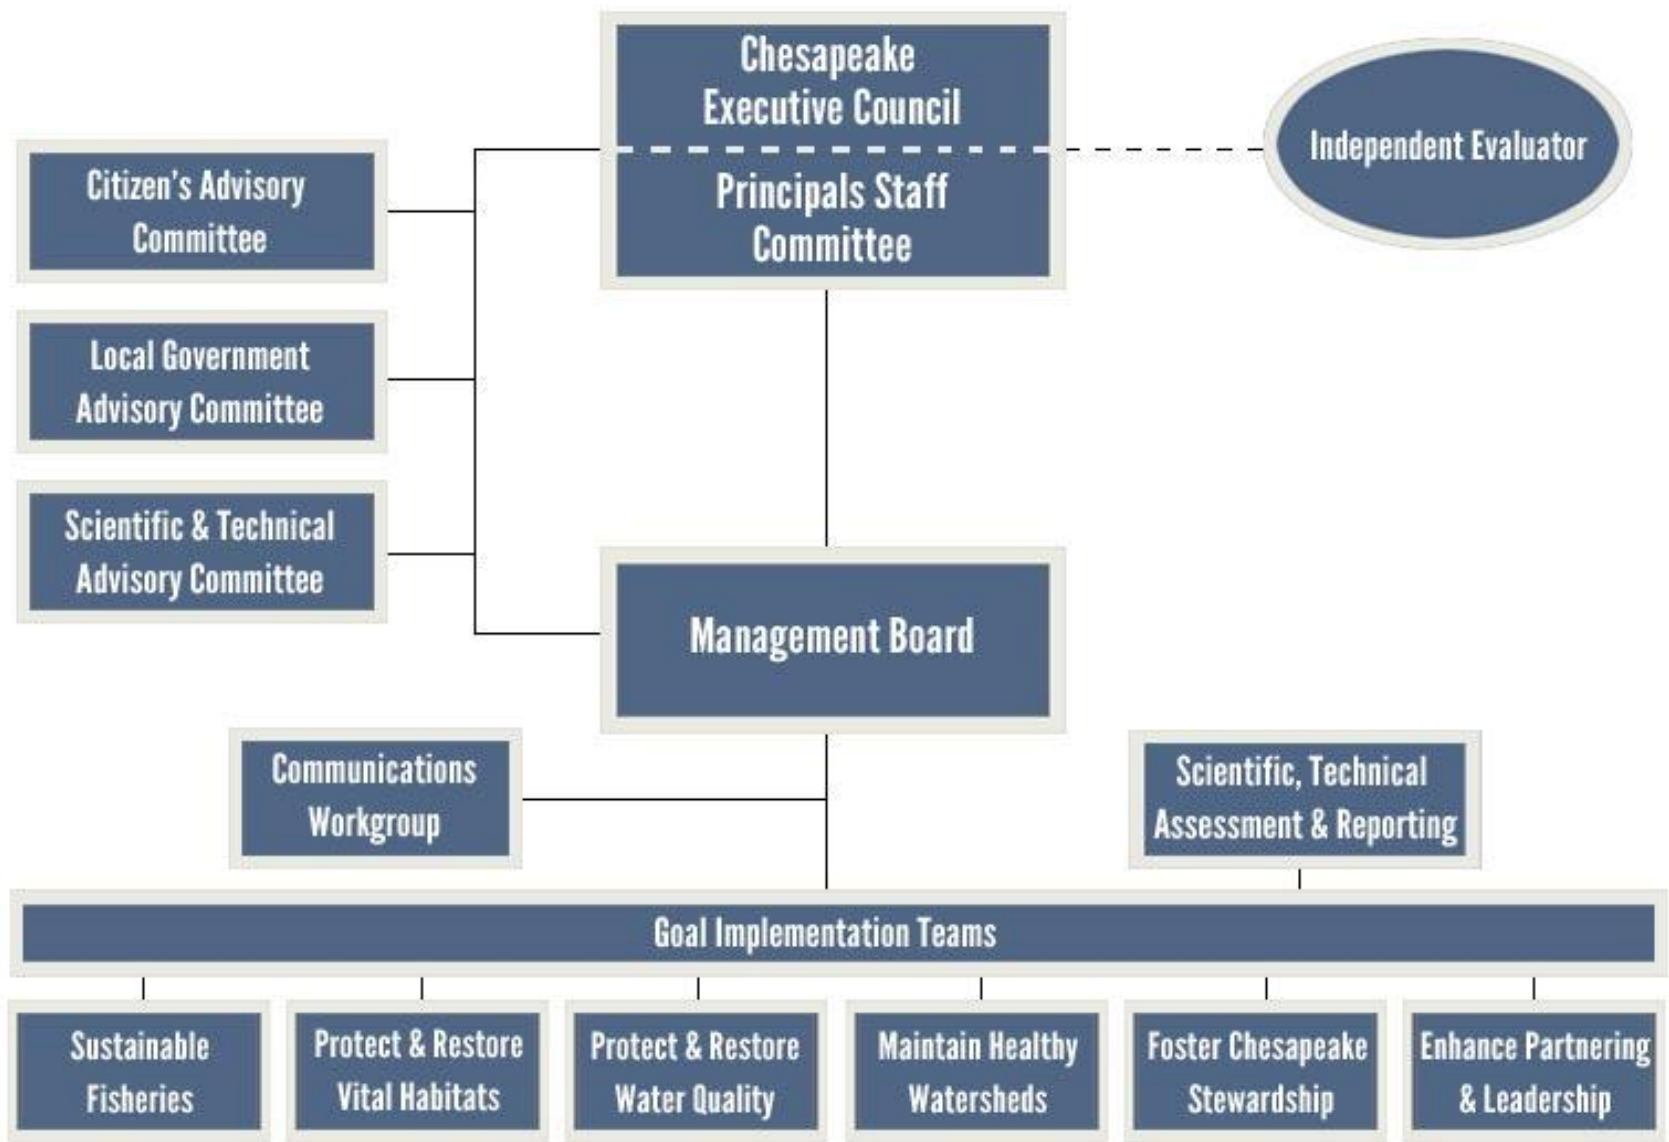 Chesapeake
Executive Council
Principals Staff
Committee
Independent Evaluator
Citizen's Advisory
Committee
Local Government
Advisory Committee
Scientific & Technical
Advisory Committee
Management Board
Communications
Workgroup
Scientific, Technical
Assessment & Reporting
Goal Implementation Teams
Sustainable
Fisheries
Protect & Restore
Vital Habitats
Protect & Restore
Water Quality
Maintain Healthy
Watersheds
Foster Chesapeake
Stewardship
Enhance Partnering
& Leadership